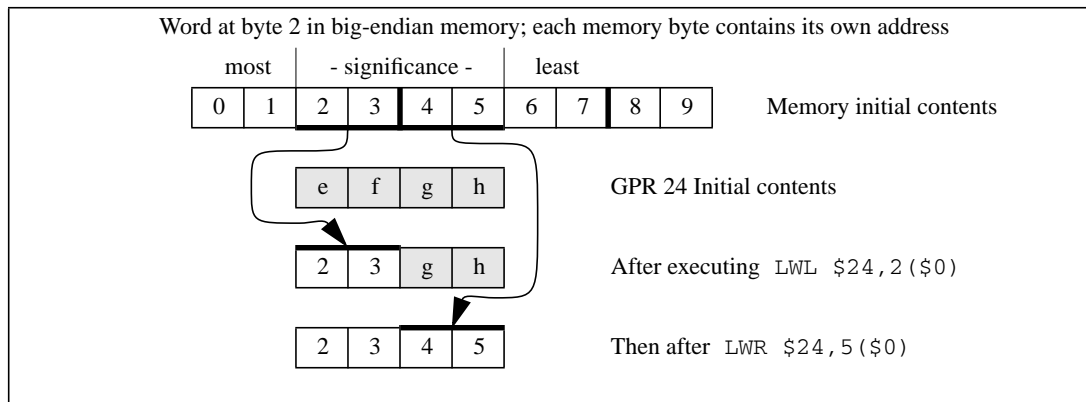 Word at byte 2 in big-endian memory; each memory byte contains its own address
most - significance - least
0 1 2 3 4 5 6 7 8 9 Memory initial contents
e f g h GPR 24 Initial contents
2 3 g h After executing LWL $24,2($0)
2 3 4 5 Then after LWR $24,5($0)